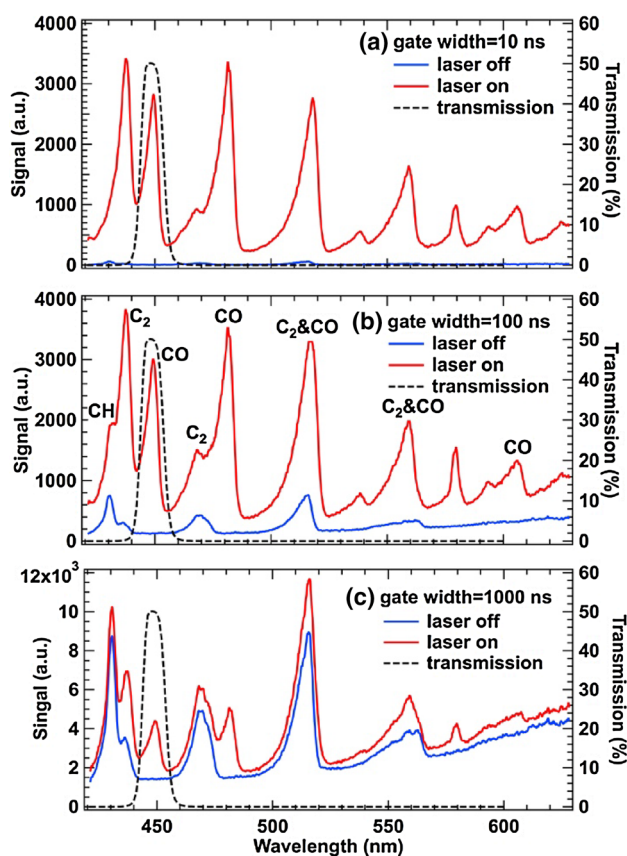 4000
3000
2000
1000
0
Signal (a.u.)
(a) gate width=10 ns
laser off
laser on
transmission
60
50
40
30
20
10
0
Transmission (%)
4000
3000
2000
1000
0
Signal (a.u.)
(b) gate width=100 ns
laser off
laser on
transmission
CH
C2
CO
C2
CO
C2&CO
C2&CO
CO
60
50
40
30
20
10
0
Transmission (%)
12x10³
10
8
6
4
2
0
Singal (a.u.)
(c) gate width=1000 ns
laser off
laser on
transmission
60
50
40
30
20
10
0
Transmission (%)
450
500
550
600
Wavelength (nm)